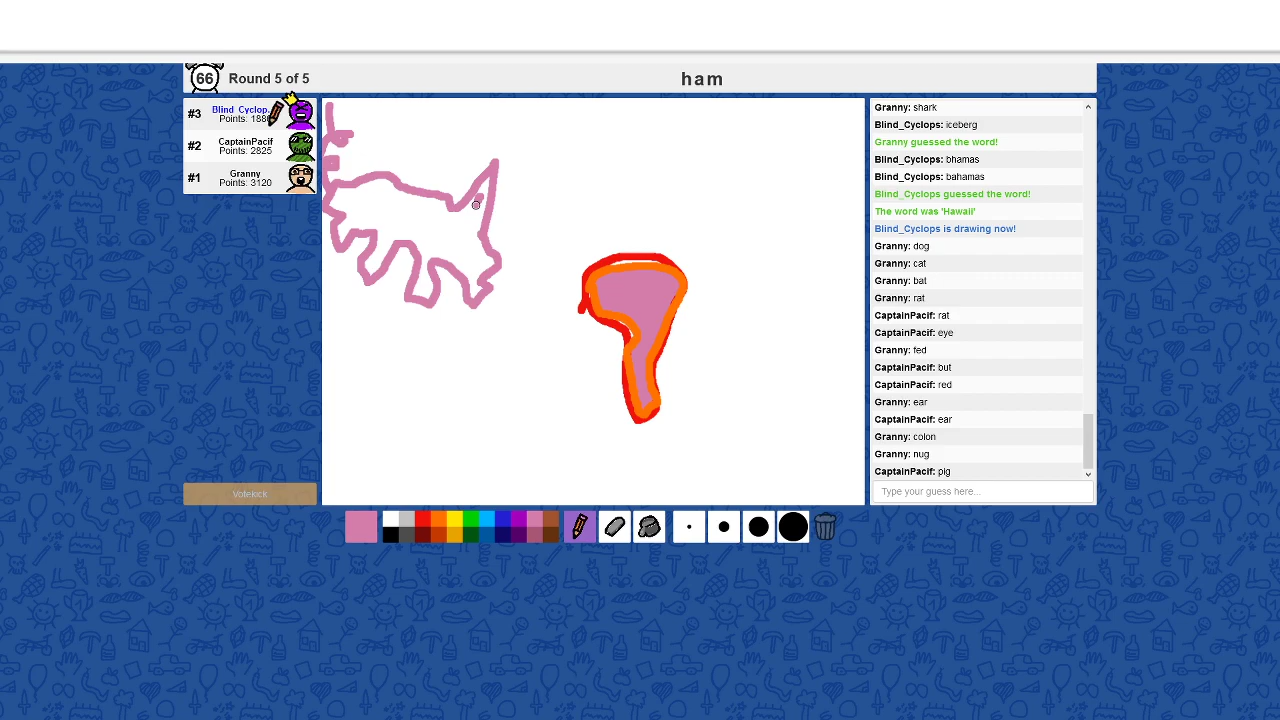 66 Round 5 of 5 ham
#3 Blind_Cyclop.
Points: 1880
#2 CaptainPacif
Points: 2825
#1 Granny
Points: 3120
Votekick
Granny: shark
Blind_Cyclops: iceberg
Granny guessed the word!
Blind_Cyclops: bhamas
Blind_Cyclops: bahamas
Blind_Cyclops guessed the word!
The word was 'Hawaii'
Blind_Cyclops is drawing now!
Granny: dog
Granny: cat
Granny: bat
Granny: rat
CaptainPacif: rat
CaptainPacif: eye
Granny: fed
CaptainPacif: but
CaptainPacif: red
Granny: ear
CaptainPacif: ear
Granny: colon
Granny: nug
CaptainPacif: pig
Type your guess here...